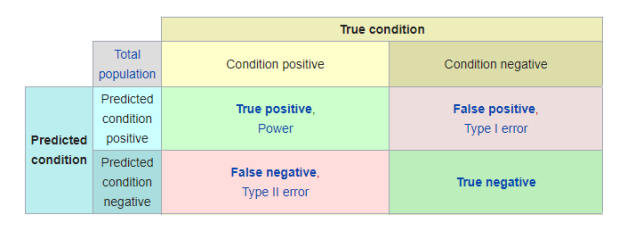 True condition
Total
population
Condition positive
Condition negative
Predicted
condition
Predicted
condition
positive
True positive,
Power
False positive,
Type I error
Predicted
condition
negative
False negative,
Type II error
True negative